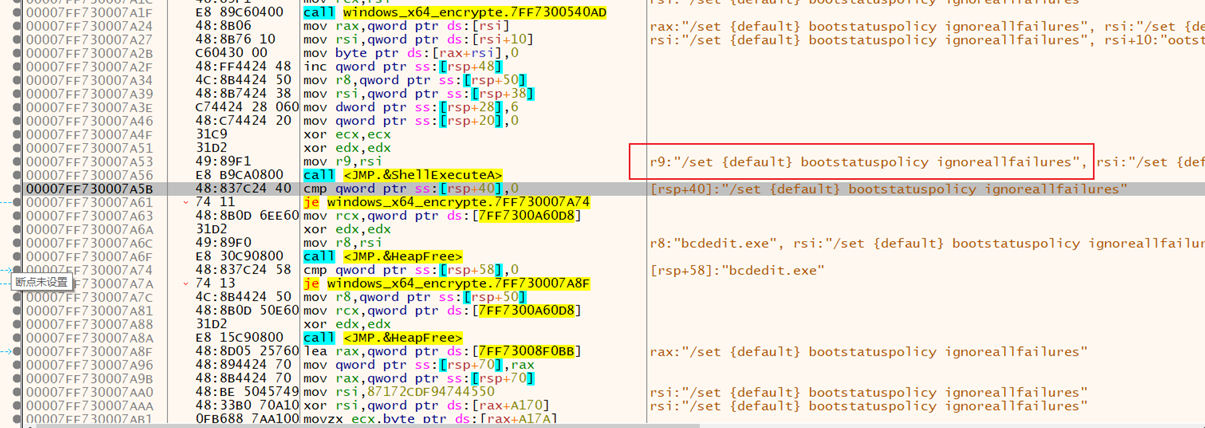 00007FF730007A1F E8 89C60400 call windows_x64_encrypte.7FF7300540AD
00007FF730007A24 48:8B06 mov rax,qword ptr ds:[rsi] rax:"/set {default} bootstatuspolicy ignoreallfailures", rsi:"/set {
00007FF730007A27 48:8B76 10 mov rsi,qword ptr ds:[rsi+10] rsi:"/set {default} bootstatuspolicy ignoreallfailures", rsi+10:"ootst
00007FF730007A2B C60430 00 mov byte ptr ds:[rax+rsi],0
00007FF730007A2F 48:FF4424 48 inc qword ptr ss:[rsp+48]
00007FF730007A34 4C:8B4424 50 mov r8,qword ptr ss:[rsp+50]
00007FF730007A39 48:8B7424 38 mov rsi,qword ptr ss:[rsp+38]
00007FF730007A3E C74424 28 060 mov dword ptr ss:[rsp+28],6
00007FF730007A46 48:C74424 20 mov qword ptr ss:[rsp+20],0
00007FF730007A4F 31C9 xor ecx,ecx
00007FF730007A51 31D2 xor edx,edx
00007FF730007A53 49:89F1 mov r9,rsi r9:"/set {default} bootstatuspolicy ignoreallfailures", rsi:"/set {de
00007FF730007A56 E8 B9CA0800 call <JMP.&ShellExecuteA>
00007FF730007A5B 48:837C24 40 cmp qword ptr ss:[rsp+40],0 [rsp+40]:"/set {default} bootstatuspolicy ignoreallfailures"
00007FF730007A61 74 11 je windows_x64_encrypte.7FF730007A74
00007FF730007A63 48:8B0D 6EE60 mov rcx,qword ptr ds:[7FF7300A60D8]
00007FF730007A6A 31D2 xor edx,edx
00007FF730007A6C 49:89F0 mov r8,rsi r8:"bcdedit.exe", rsi:"/set {default} bootstatuspolicy ignoreallfailur
00007FF730007A6F E8 30C90800 call <JMP.&HeapFree>
00007FF730007A74 48:837C24 58 cmp qword ptr ss:[rsp+58],0 [rsp+58]:"bcdedit.exe"
断点未设置
00007FF730007A7A 74 13 je windows_x64_encrypte.7FF730007A8F
00007FF730007A7C 4C:8B4424 50 mov r8,qword ptr ss:[rsp+50]
00007FF730007A81 48:8B0D 50E60 mov rcx,qword ptr ds:[7FF7300A60D8]
00007FF730007A88 31D2 xor edx,edx
00007FF730007A8A E8 15C90800 call <JMP.&HeapFree>
00007FF730007A8F 48:8D05 25760 lea rax,qword ptr ds:[7FF73008F0BB] rax:"/set {default} bootstatuspolicy ignoreallfailures"
00007FF730007A96 48:894424 70 mov qword ptr ss:[rsp+70],rax
00007FF730007A9B 48:8B4424 70 mov rax,qword ptr ss:[rsp+70]
00007FF730007AA0 48:BE 5045749 mov rsi,87172CDF94744550 rsi:"/set {default} bootstatuspolicy ignoreallfailures"
00007FF730007AAA 48:33B0 70A10 xor rsi,qword ptr ds:[rax+A170] rsi:"/set {default} bootstatuspolicy ignoreallfailures"
00007FF730007AB1 0FB688 7AA100 movzx ecx,byte ptr ds:[rax+A17A]